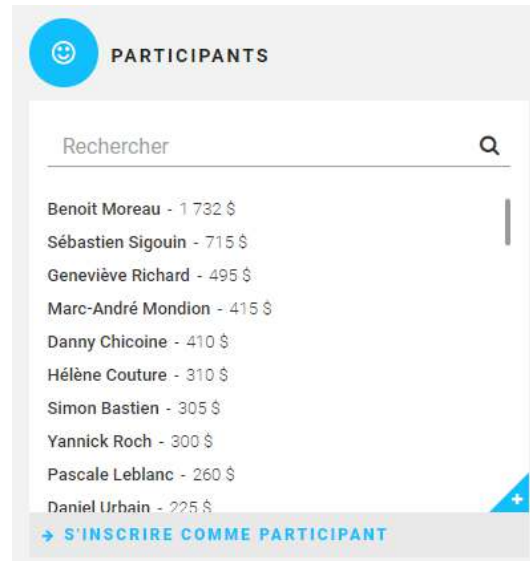 PARTICIPANTS
Rechercher
Benoit Moreau - 1 732 $
Sébastien Sigouin - 715 $
Geneviève Richard - 495 $
Marc-André Mondion - 415 $
Danny Chicoine - 410 $
Hélène Couture - 310 $
Simon Bastien - 305 $
Yannick Roch - 300 $
Pascale Leblanc - 260 $
Daniel Urbain - 225 $
→ S'INSCRIRE COMME PARTICIPANT